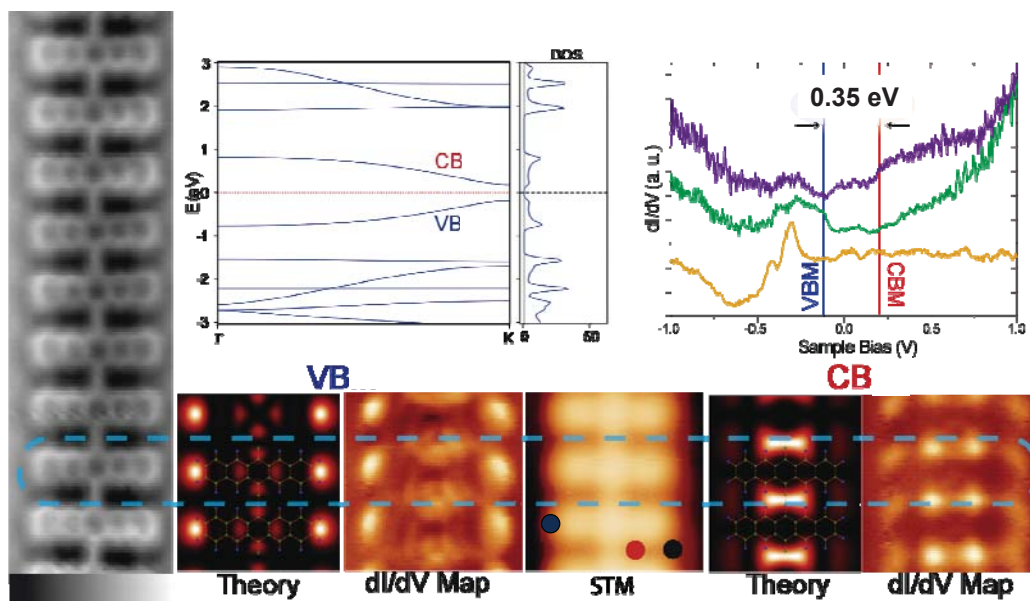 DOS
3
2
1
0
-1
-2
-3
E (eV)
CB
VB
Γ
K
0
50
0.35 eV
dI/dV (a. u.)
VBM
CBM
-1.0
-0.5
0.0
0.5
1.0
Sample Bias (V)
VB
CB
Theory
dI/dV Map
STM
Theory
dI/dV Map